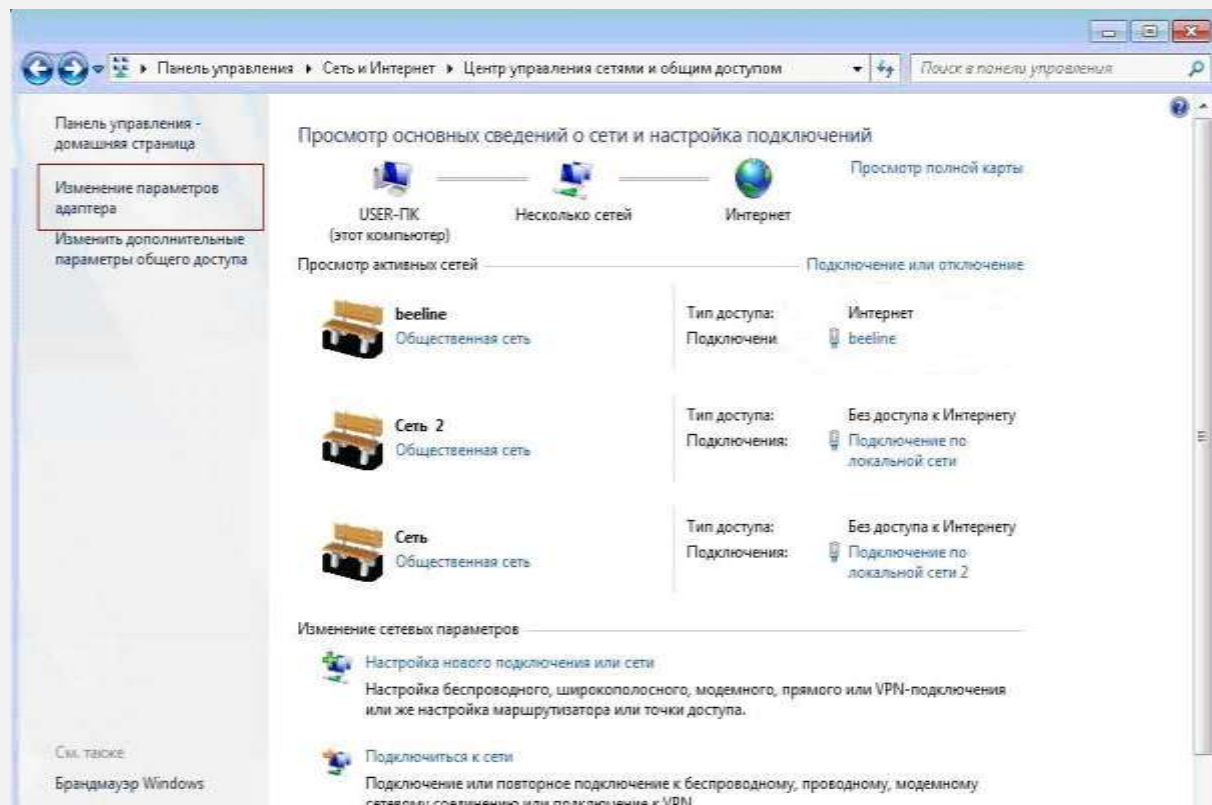 Панель управления
Сеть и Интернет
Центр управления сетями и общим доступом
Поиск в панели управления
Панель управления -
домашняя страница
Изменение параметров
адаптера
Изменить дополнительные
параметры общего доступа
См. также
Брандмауэр Windows
Просмотр основных сведений о сети и настройка подключений
Просмотр полной карты
USER-ПК
(этот компьютер)
Несколько сетей
Интернет
Просмотр активных сетей
Подключение или отключение
beeline
Общественная сеть
Тип доступа:
Интернет
Подключени
beeline
Сеть 2
Общественная сеть
Тип доступа:
Без доступа к Интернету
Подключения:
Подключение по
локальной сети
Сеть
Общественная сеть
Тип доступа:
Без доступа к Интернету
Подключения:
Подключение по
локальной сети 2
Изменение сетевых параметров
Настройка нового подключения или сети
Настройка беспроводного, широкополосного, модемного, прямого или VPN-подключения
или же настройка маршрутизатора или точки доступа.
Подключиться к сети
Подключение или повторное подключение к беспроводному, проводному, модемному
сетевому соединению или подключение к VPN.